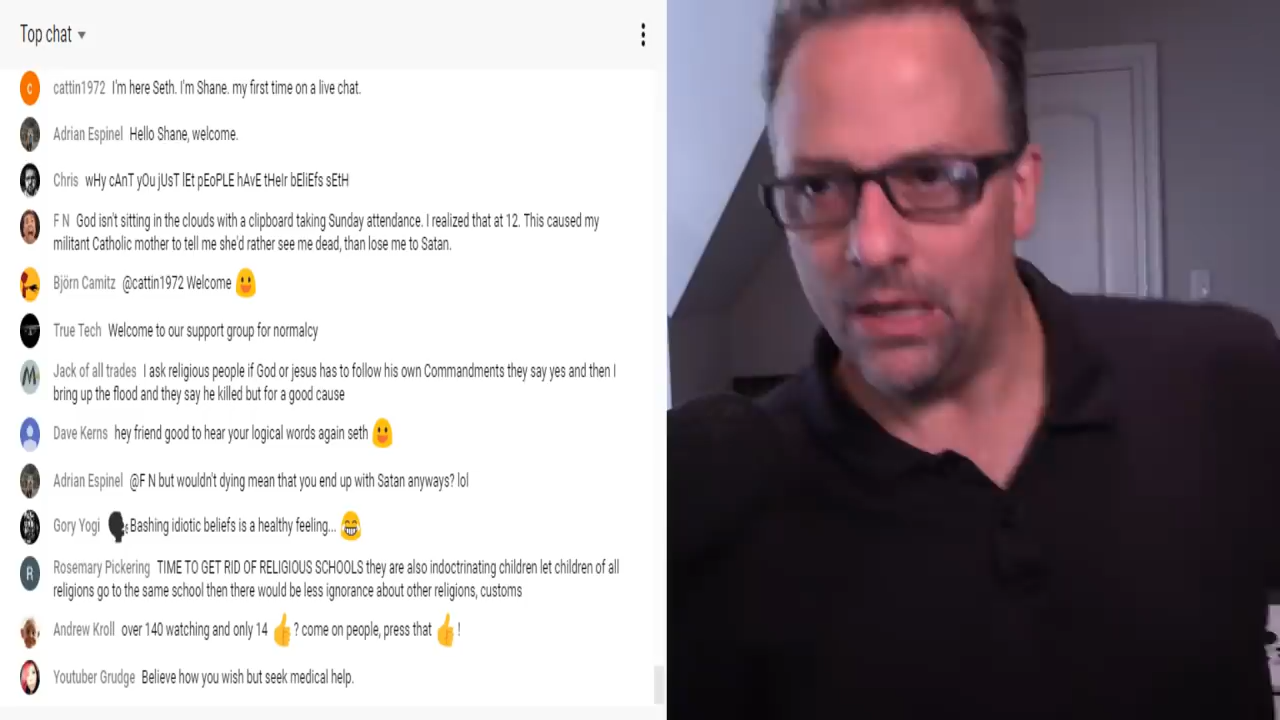 Top chat
cattin1972 I'm here Seth. I'm Shane. my first time on a live chat.
Adrian Espinel Hello Shane, welcome.
Chris wHy cAnT yOu jUsT lEt pEoPLE hAvE tHeIr bEliEfs sEtH
F N God isn't sitting in the clouds with a clipboard taking Sunday attendance. I realized that at 12. This caused my
militant Catholic mother to tell me she'd rather see me dead, than lose me to Satan.
Björn Camitz @cattin1972 Welcome 😃
True Tech Welcome to our support group for normalcy
Jack of all trades I ask religious people if God or jesus has to follow his own Commandments they say yes and then I
bring up the flood and they say he killed but for a good cause
Dave Kerns hey friend good to hear your logical words again seth 😃
Adrian Espinel @F N but wouldn't dying mean that you end up with Satan anyways? lol
Gory Yogi 🗣Bashing idiotic beliefs is a healthy feeling... 😂
Rosemary Pickering TIME TO GET RID OF RELIGIOUS SCHOOLS they are also indoctrinating children let children of all
religions go to the same school then there would be less ignorance about other religions, customs
Andrew Kroll over 140 watching and only 14 👍? come on people, press that 👍!
Youtuber Grudge Believe how you wish but seek medical help.